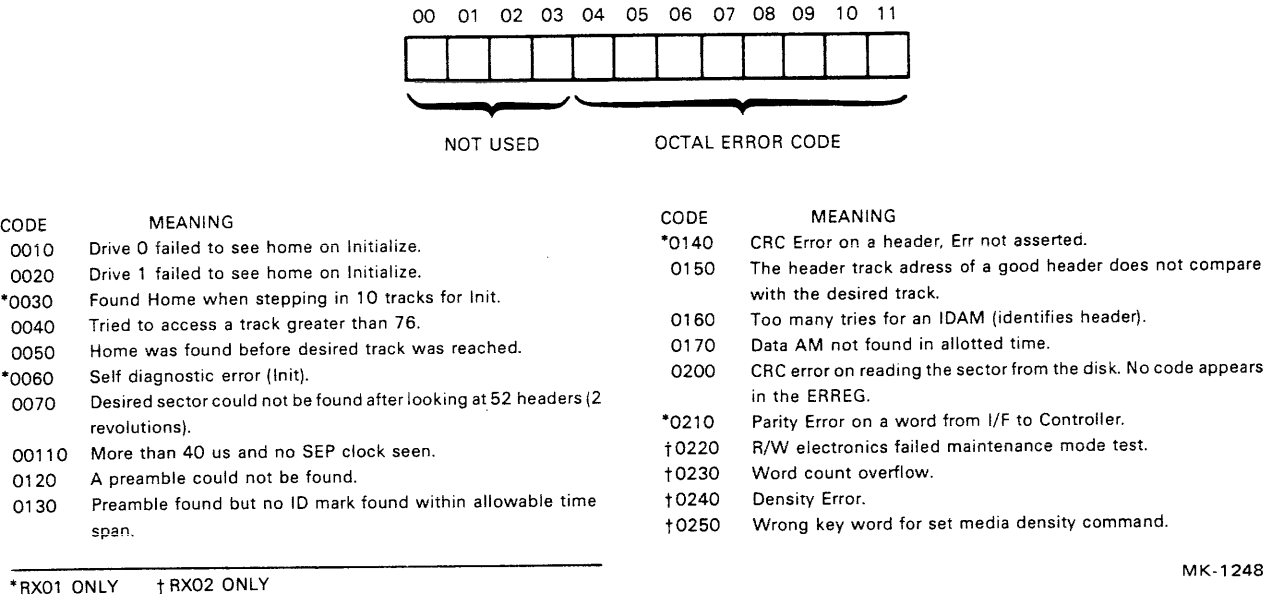 00 01 02 03 04 05 06 07 08 09 10 11
NOT USED
OCTAL ERROR CODE
CODE MEANING
0010 Drive 0 failed to see home on Initialize.
0020 Drive 1 failed to see home on Initialize.
*0030 Found Home when stepping in 10 tracks for Init.
0040 Tried to access a track greater than 76.
0050 Home was found before desired track was reached.
*0060 Self diagnostic error (Init).
0070 Desired sector could not be found after looking at 52 headers (2
revolutions).
00110 More than 40 us and no SEP clock seen.
0120 A preamble could not be found.
0130 Preamble found but no ID mark found within allowable time
span.
CODE MEANING
*0140 CRC Error on a header, Err not asserted.
0150 The header track adress of a good header does not compare
with the desired track.
0160 Too many tries for an IDAM (identifies header).
0170 Data AM not found in allotted time.
0200 CRC error on reading the sector from the disk. No code appears
in the ERREG.
*0210 Parity Error on a word from I/F to Controller.
†0220 R/W electronics failed maintenance mode test.
†0230 Word count overflow.
†0240 Density Error.
†0250 Wrong key word for set media density command.
*RX01 ONLY †RX02 ONLY
MK-1248